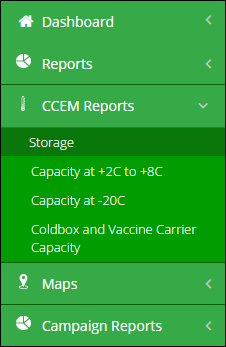 Dashboard
Reports
CCEM Reports
Storage
Capacity at +2C to +8C
Capacity at -20C
Coldbox and Vaccine Carrier
Capacity
Maps
Campaign Reports